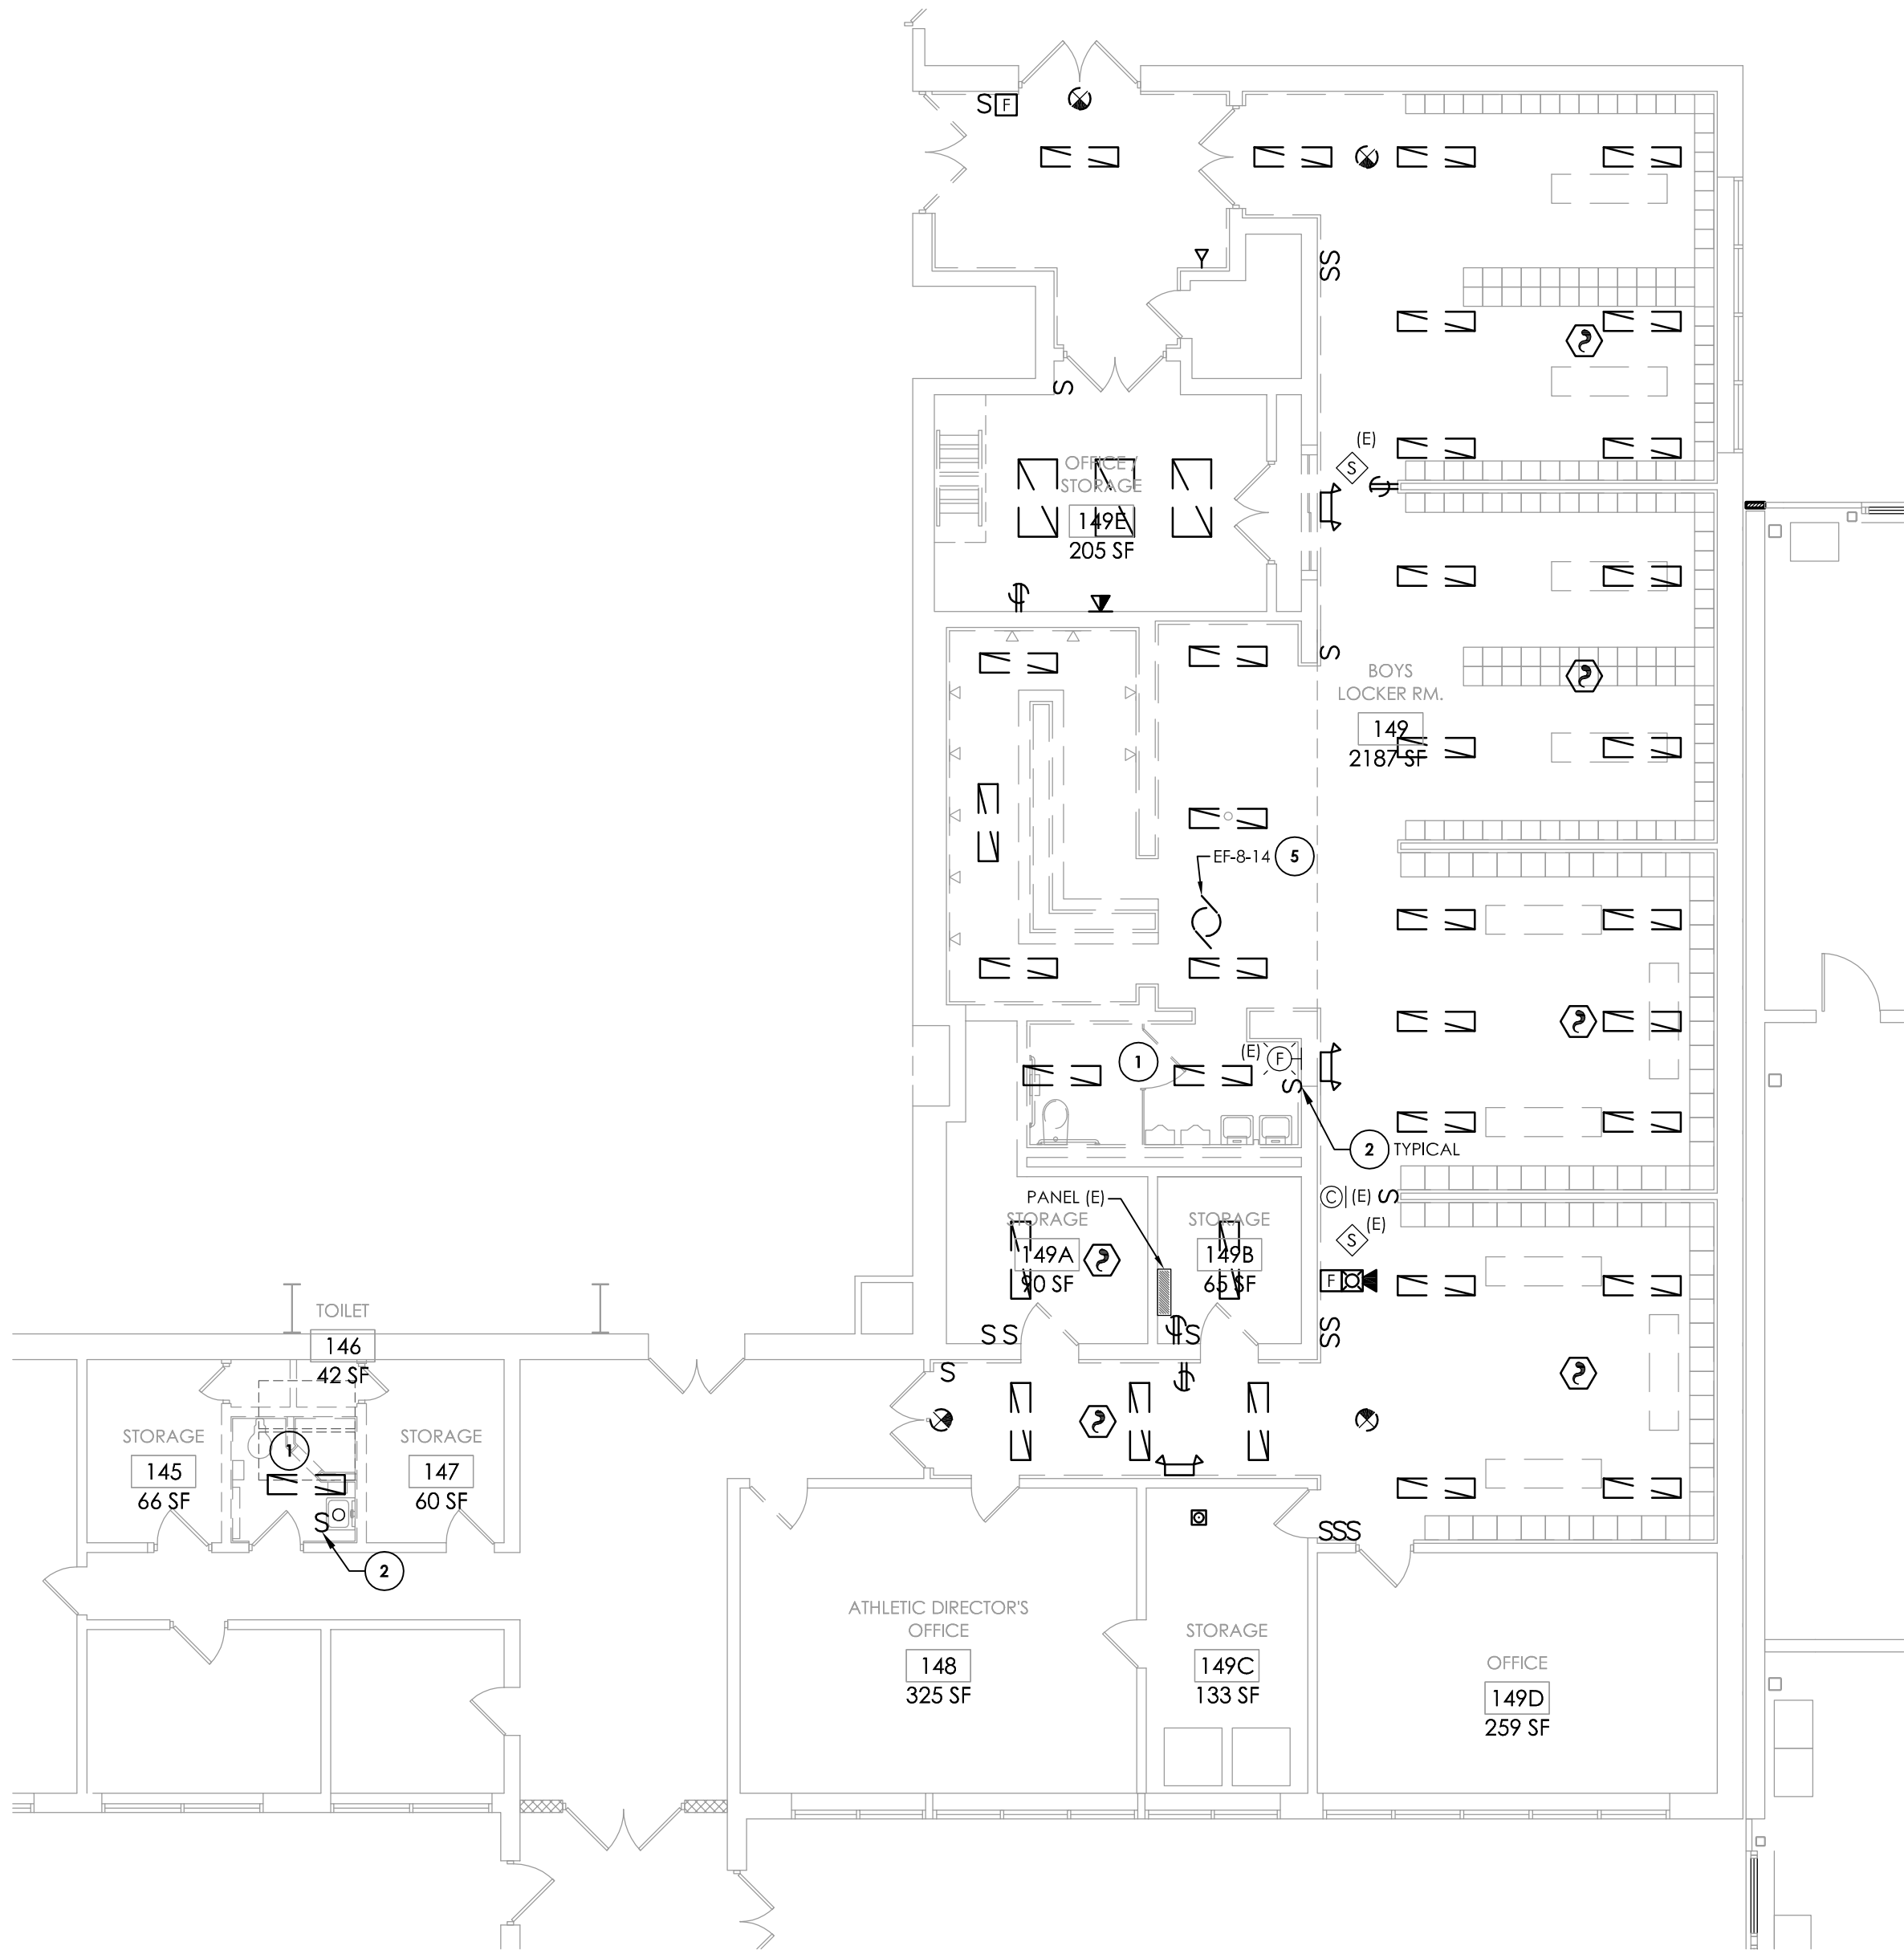 S F
SS
S
(E)
S
OFFICE /
STORAGE
149E
205 SF
S
BOYS
LOCKER RM.
149
2187 SF
EF-8-14 5
1
(E) F
S
2 TYPICAL
C (E) S
PANEL (E)
STORAGE
149A
90 SF
STORAGE
149B
65 SF
S (E)
F
SS
S S
S
S
TOILET
146
42 SF
STORAGE
145
66 SF
1
STORAGE
147
60 SF
S
2
SSS
ATHLETIC DIRECTOR'S
OFFICE
148
325 SF
STORAGE
149C
133 SF
OFFICE
149D
259 SF